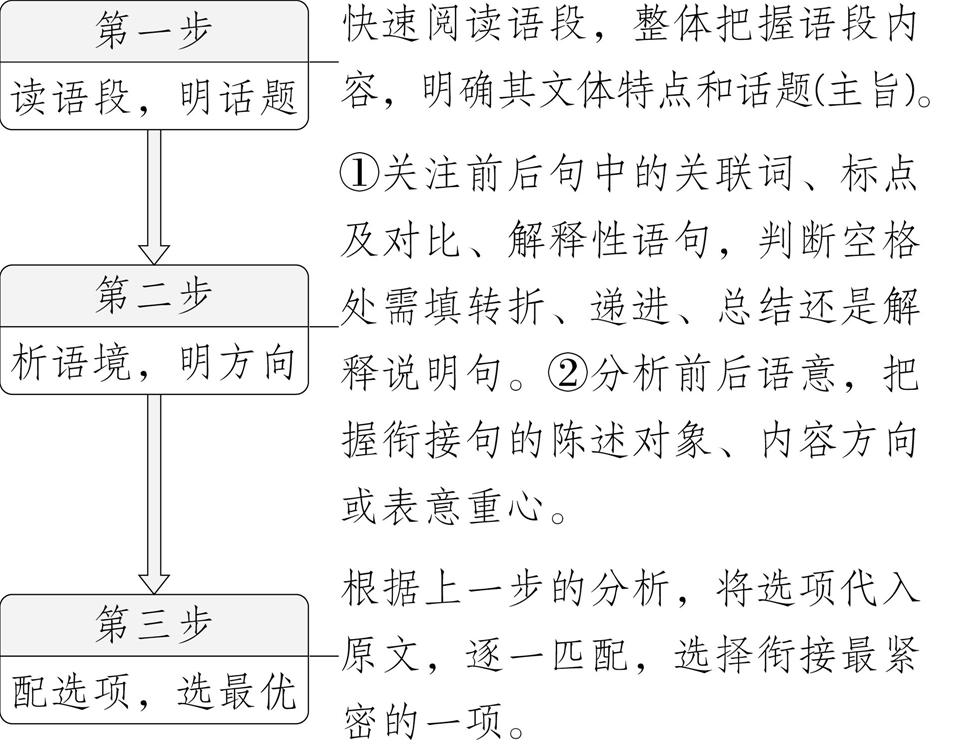 第一步
读语段，明话题
快速阅读语段，整体把握语段内
容，明确其文体特点和话题(主旨)。
第二步
析语境，明方向
①关注前后句中的关联词、标点
及对比、解释性语句，判断空格
处需填转折、递进、总结还是解
释说明句。②分析前后语意，把
握衔接句的陈述对象、内容方向
或表意重心。
第三步
配选项，选最优
根据上一步的分析，将选项代入
原文，逐一匹配，选择衔接最紧
密的一项。